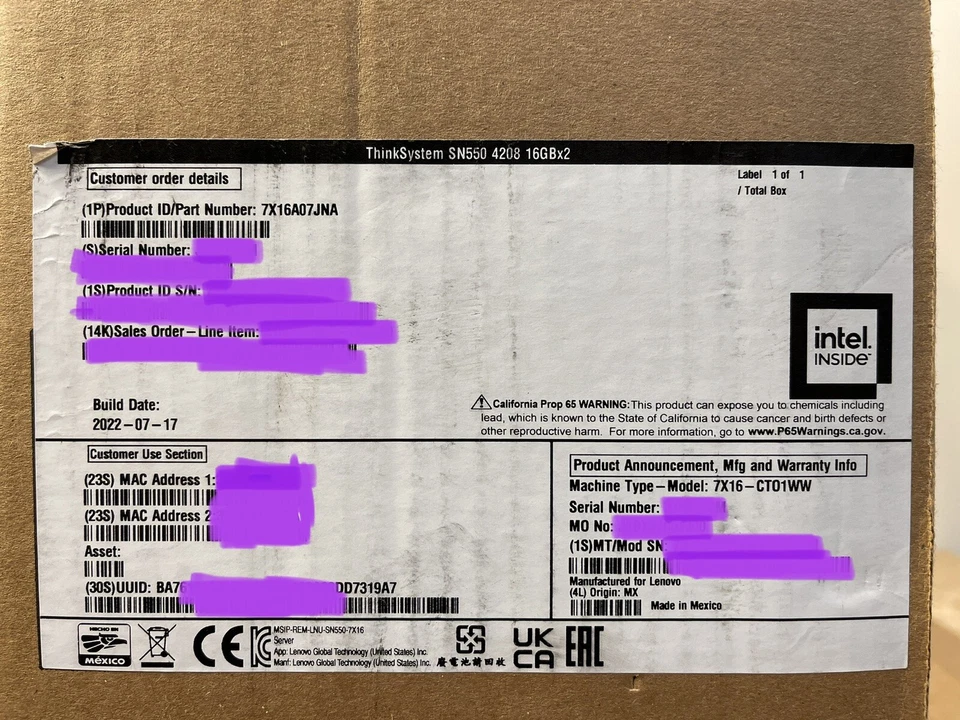 ThinkSystem SN550 4208 16GBx2
Customer order details
Label 1 of 1
/ Total Box
(1P)Product ID/Part Number: 7X16A07JNA
(S)Serial Number:
(1S)Product ID S/N:
(14K)Sales Order-Line Item:
intel.
INSIDE™
Build Date:
2022-07-17
California Prop 65 WARNING: This product can expose you to chemicals including
lead, which is known to the State of California to cause cancer and birth defects or
other reproductive harm. For more information, go to www.P65Warnings.ca.gov.
Customer Use Section
(23S) MAC Address 1:
(23S) MAC Address 2
Asset:
(30S)UUID: BA76 DD7319A7
Product Announcement, Mfg and Warranty Info
Machine Type-Model: 7X16-CTO1WW
Serial Number:
MO No:
(1S)MT/Mod SN
Manufactured for Lenovo
(4L) Origin: MX
Made in Mexico
HECHO EN
MÉXICO
CE
MSIP-REM-LNU-SN550-7X16
Server
App: Lenovo Global Technology (United States) Inc.
Manf: Lenovo Global Technology (United States) Inc.
廢電池請回收
UK
CA
EAC